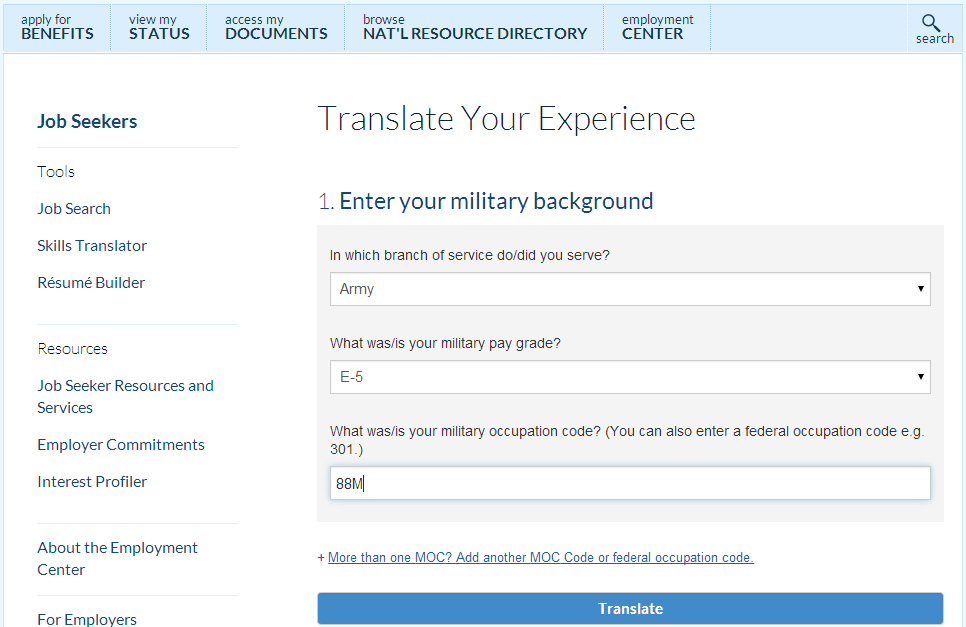 apply for
BENEFITS
view my
STATUS
access my
DOCUMENTS
browse
NAT'L RESOURCE DIRECTORY
employment
CENTER
search
Job Seekers
Tools
Job Search
Skills Translator
Résumé Builder
Resources
Job Seeker Resources and
Services
Employer Commitments
Interest Profiler
About the Employment
Center
For Employers
Translate Your Experience
1. Enter your military background
In which branch of service do/did you serve?
Army
What was/is your military pay grade?
E-5
What was/is your military occupation code? (You can also enter a federal occupation code e.g.
301.)
88M
+ More than one MOC? Add another MOC Code or federal occupation code.
Translate